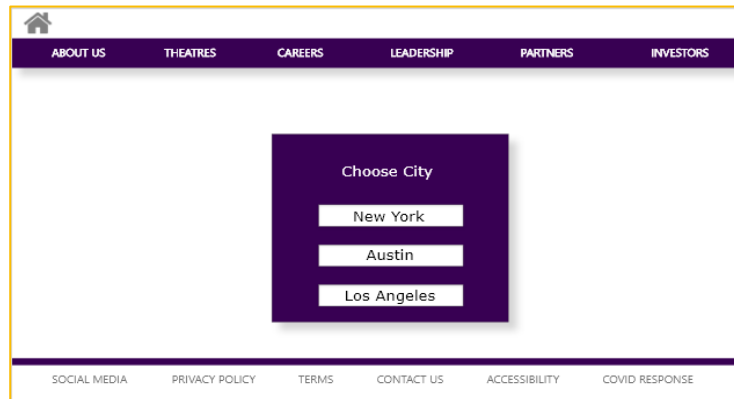 ABOUT US THEATRES CAREERS LEADERSHIP PARTNERS INVESTORS
Choose City
New York
Austin
Los Angeles
SOCIAL MEDIA PRIVACY POLICY TERMS CONTACT US ACCESSIBILITY COVID RESPONSE